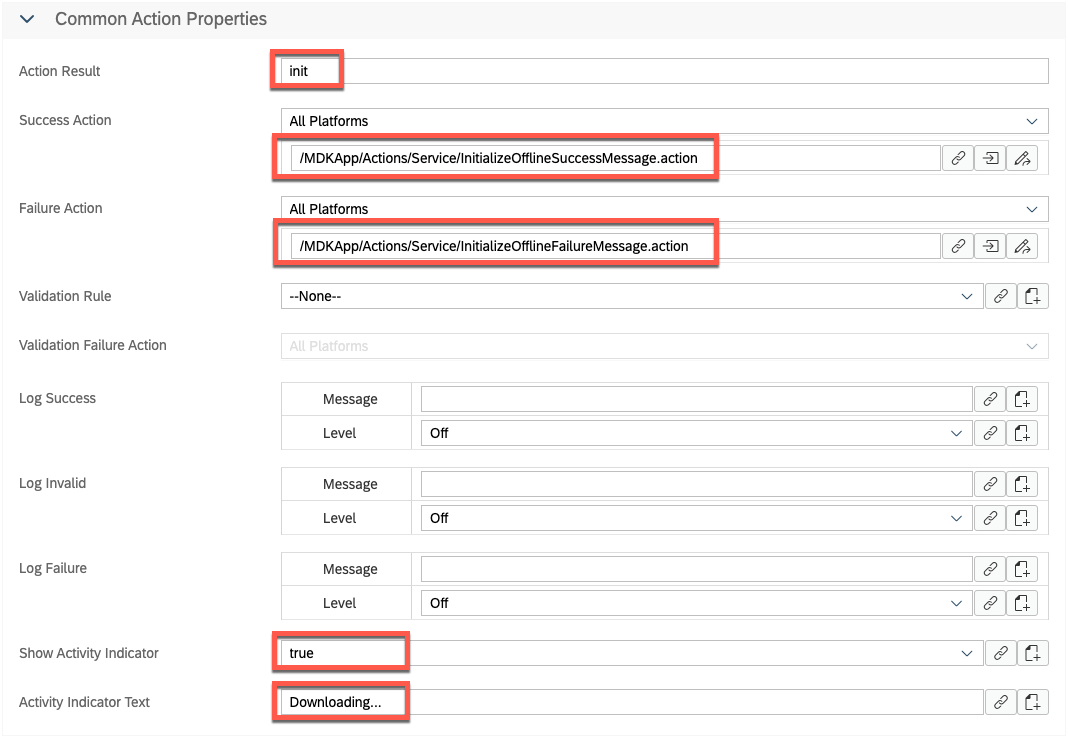 Common Action Properties
Action Result
init
Success Action
All Platforms
/MDKApp/Actions/Service/InitializeOfflineSuccessMessage.action
Failure Action
All Platforms
/MDKApp/Actions/Service/InitializeOfflineFailureMessage.action
Validation Rule
--None--
Validation Failure Action
All Platforms
Log Success
Message
Level
Off
Log Invalid
Message
Level
Off
Log Failure
Message
Level
Off
Show Activity Indicator
true
Activity Indicator Text
Downloading...